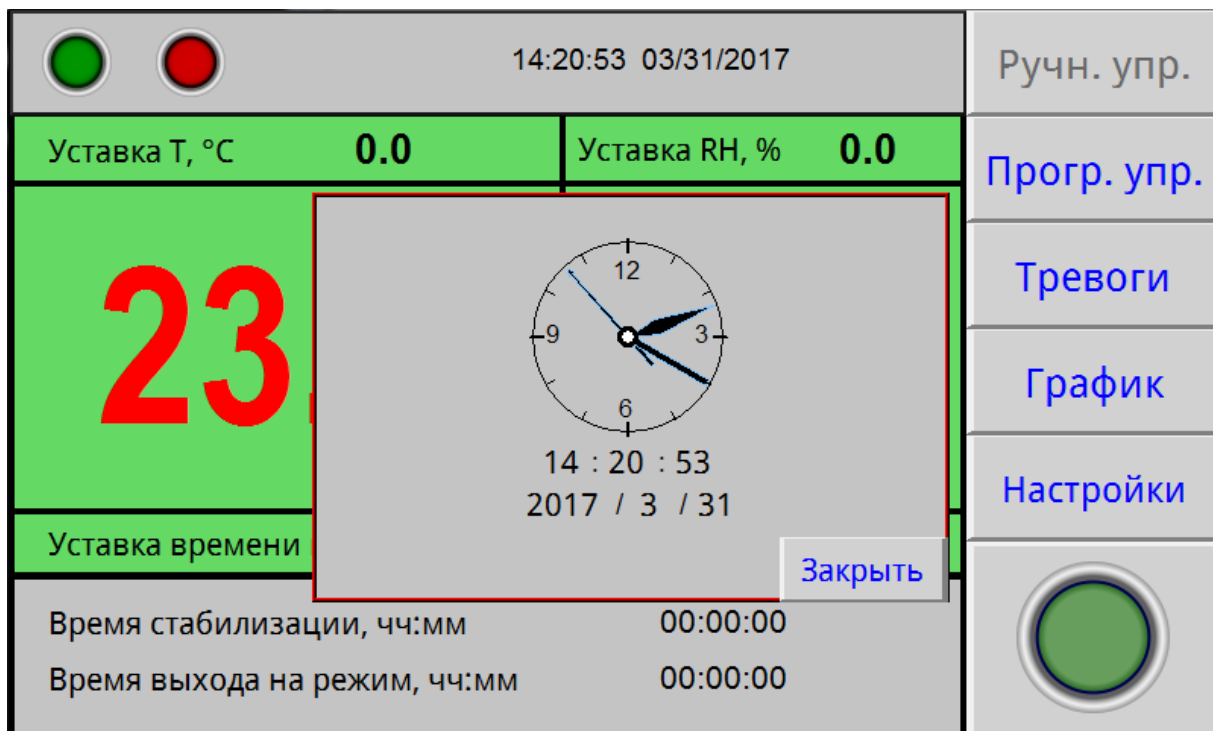 14:20:53 03/31/2017
Ручн. упр.
Уставка T, °C 0.0 Уставка RH, % 0.0
Прогр. упр.
23.
12
9 3
6
Тревоги
График
14 : 20 : 53
2017 / 3 / 31
Настройки
Уставка времени
Закрыть
Время стабилизации, чч:мм 00:00:00
Время выхода на режим, чч:мм 00:00:00